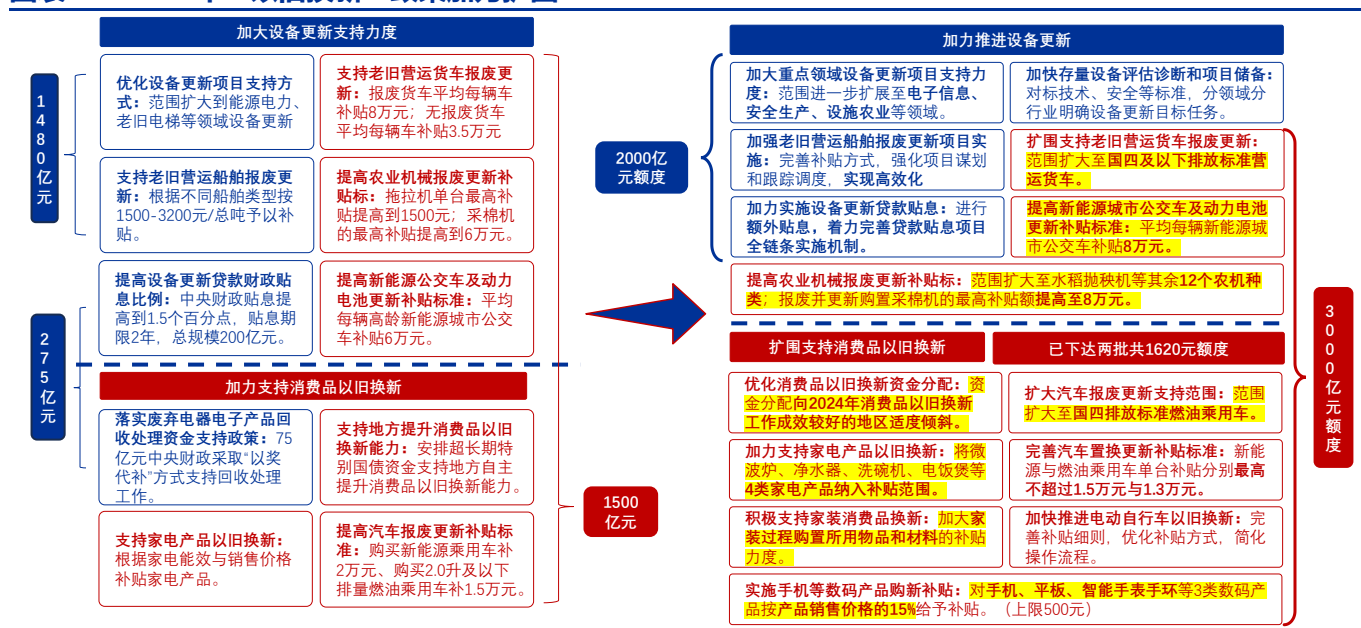 加大设备更新支持力度
1480亿元
优化设备更新项目支持方
式：范围扩大到能源电力、
老旧电梯等领域设备更新
支持老旧营运货车报废更
新：报废货车平均每辆车
补贴8万元；无报废货车
平均每辆车补贴3.5万元
支持老旧营运船舶报废更
新：根据不同船舶类型按
1500-3200元/总吨予以补
贴。
提高农业机械报废更新补
贴标：拖拉机单台最高补
贴提高到1500元；采棉机
的最高补贴提高到6万元。
275亿元
提高设备更新贷款财政贴
息比例：中央财政贴息提
高到1.5个百分点，贴息期
限2年，总规模200亿元。
提高新能源公交车及动力
电池更新补贴标准：平均
每辆高龄新能源城市公交
车补贴6万元。
加力支持消费品以旧换新
落实废弃电器电子产品回
收处理资金支持政策：75
亿元中央财政采取“以奖
代补”方式支持回收处理
工作。
支持地方提升消费品以旧
换新能力：安排超长期特
别国债资金支持地方自主
提升消费品以旧换新能力。
支持家电产品以旧换新：
根据家电能效与销售价格
补贴家电产品。
提高汽车报废更新补贴标
准：购买新能源乘用车补
2万元、购买2.0升及以下
排量燃油乘用车补1.5万元。
1500
亿元
加力推进设备更新
2000亿
元额度
加大重点领域设备更新项目支持力
度：范围进一步扩展至电子信息、
安全生产、设施农业等领域。
加快存量设备评估诊断和项目储备：
对标技术、安全等标准，分领域分
行业明确设备更新目标任务。
加强老旧营运船舶报废更新项目实
施：完善补贴方式，强化项目谋划
和跟踪调度，实现高效化
扩围支持老旧营运货车报废更新：
范围扩大至国四及以下排放标准营
运货车。
加力实施设备更新贷款贴息：进行
额外贴息，着力完善贷款贴息项目
全链条实施机制。
提高新能源城市公交车及动力电池
更新补贴标准：平均每辆新能源城
市公交车补贴8万元。
提高农业机械报废更新补贴标：范围扩大至水稻抛秧机等其余12个农机种
类；报废并更新购置采棉机的最高补贴额提高至8万元。
扩围支持消费品以旧换新
已下达两批共1620元额度
优化消费品以旧换新资金分配：资
金分配向2024年消费品以旧换新
工作成效较好的地区适度倾斜。
扩大汽车报废更新支持范围：范围
扩大至国四排放标准燃油乘用车。
加力支持家电产品以旧换新：将微
波炉、净水器、洗碗机、电饭煲等
4类家电产品纳入补贴范围。
完善汽车置换更新补贴标准：新能
源与燃油乘用车单台补贴分别最高
不超过1.5万元与1.3万元。
积极支持家装消费品换新：加大家
装过程购置所用物品和材料的补贴
力度。
加快推进电动自行车以旧换新：完
善补贴细则，优化补贴方式，简化
操作流程。
实施手机等数码产品购新补贴：对手机、平板、智能手表手环等3类数码产
品按产品销售价格的15%给予补贴。（上限500元）
3000亿元额度